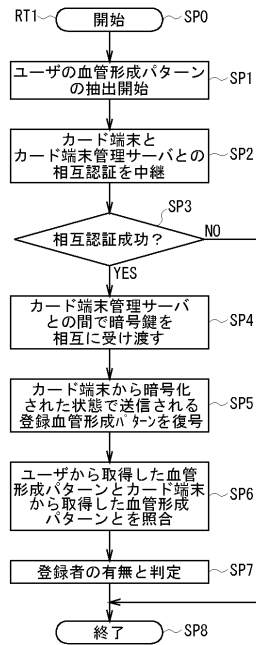 RT1
開始
SP0
ユーザの血管形成パターン
の抽出開始
SP1
カード端末と
カード端末管理サーバとの
相互認証を中継
SP2
SP3
相互認証成功？
NO
YES
カード端末管理サーバ
との間で暗号鍵を
相互に受け渡す
SP4
カード端末から暗号化
された状態で送信される
登録血管形成パターンを復号
SP5
ユーザから取得した血管
形成パターンとカード端末
から取得した血管形成
パターンとを照合
SP6
登録者の有無と判定
SP7
終了
SP8